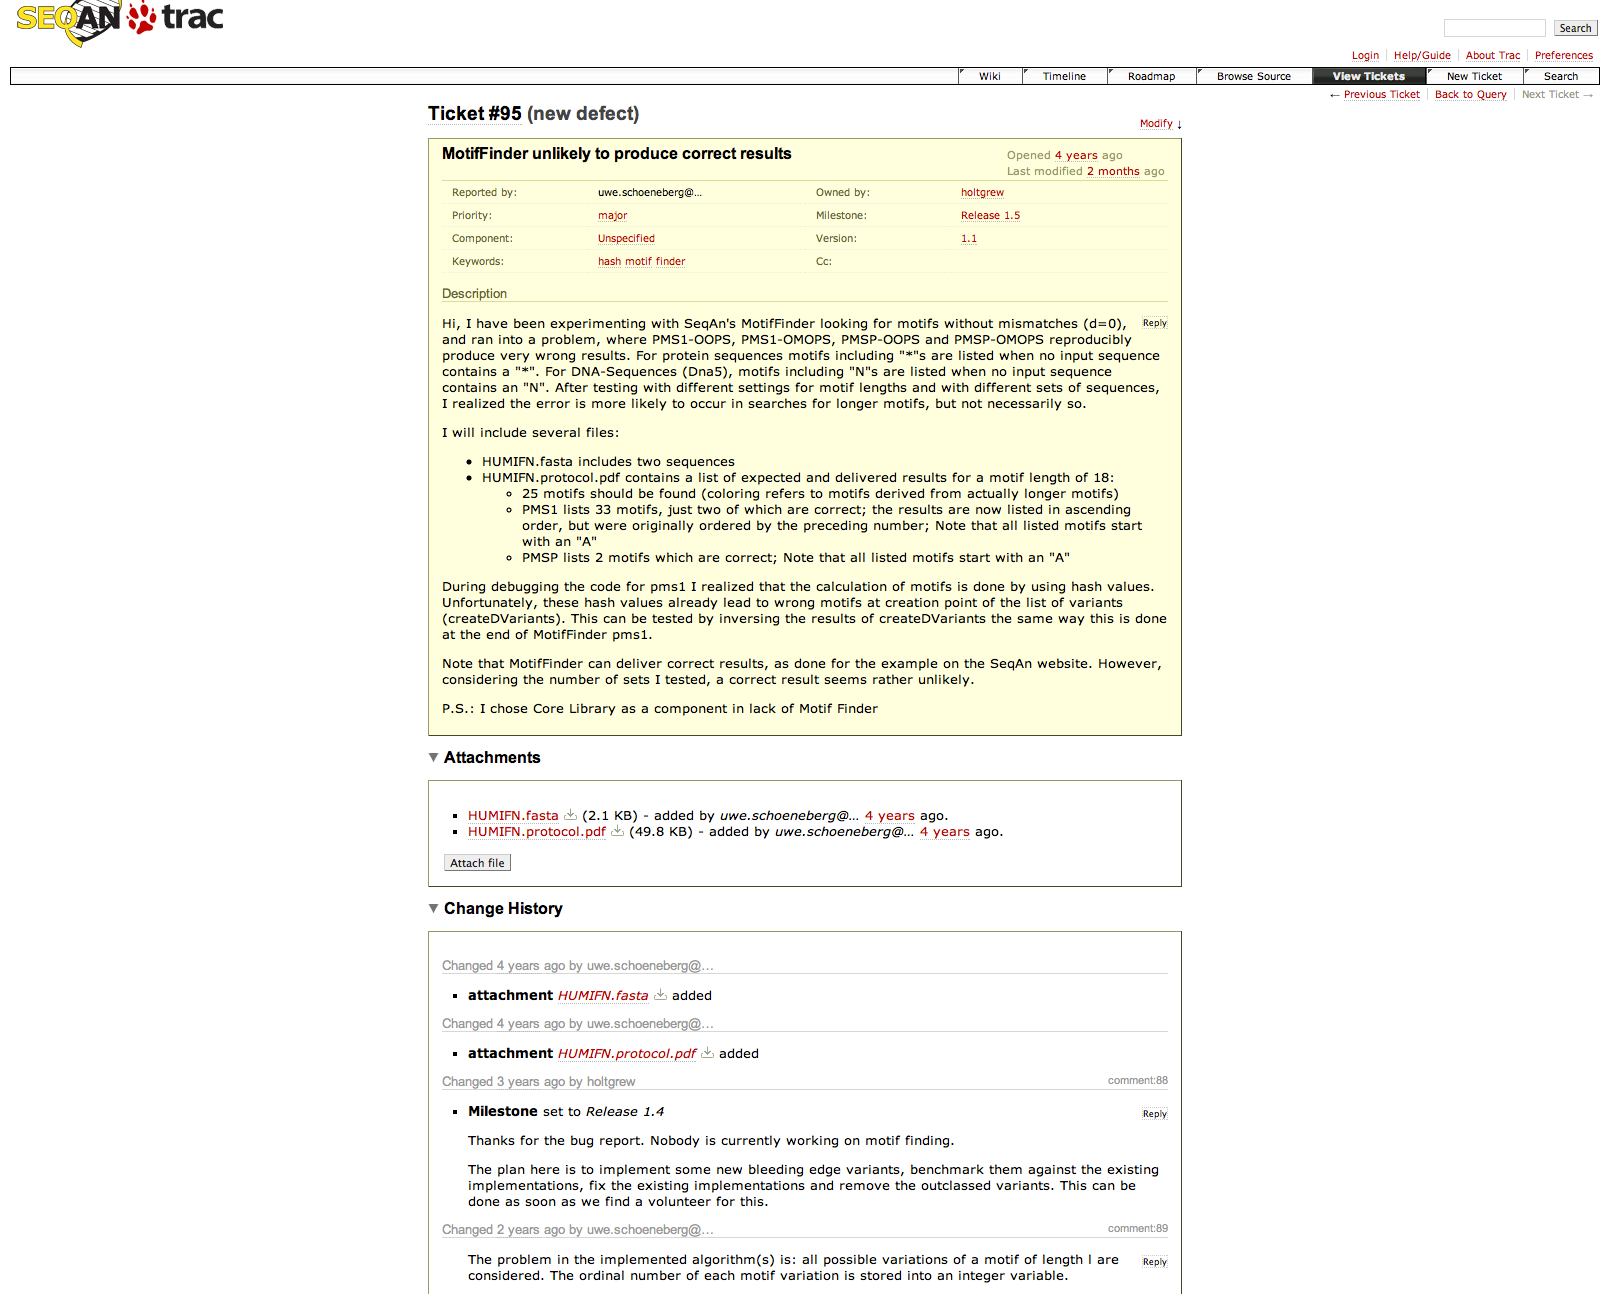 SEQAN trac
Search
Login Help/Guide About Trac Preferences
Wiki Timeline Roadmap Browse Source View Tickets New Ticket Search
← Previous Ticket Back to Query Next Ticket →
Ticket #95 (new defect)
Modify ↓
MotifFinder unlikely to produce correct results
Opened 4 years ago
Last modified 2 months ago
Reported by: uwe.schoeneberg@… Owned by: holtgrew
Priority: major Milestone: Release 1.5
Component: Unspecified Version: 1.1
Keywords: hash motif finder Cc:
Description
Reply
Hi, I have been experimenting with SeqAn's MotifFinder looking for motifs without mismatches (d=0),
and ran into a problem, where PMS1-OOPS, PMS1-OMOPS, PMSP-OOPS and PMSP-OMOPS reproducibly
produce very wrong results. For protein sequences motifs including "*"s are listed when no input sequence
contains a "*". For DNA-Sequences (Dna5), motifs including "N"s are listed when no input sequence
contains an "N". After testing with different settings for motif lengths and with different sets of sequences,
I realized the error is more likely to occur in searches for longer motifs, but not necessarily so.
I will include several files:
• HUMIFN.fasta includes two sequences
• HUMIFN.protocol.pdf contains a list of expected and delivered results for a motif length of 18:
◦ 25 motifs should be found (coloring refers to motifs derived from actually longer motifs)
◦ PMS1 lists 33 motifs, just two of which are correct; the results are now listed in ascending
order, but were originally ordered by the preceding number; Note that all listed motifs start
with an "A"
◦ PMSP lists 2 motifs which are correct; Note that all listed motifs start with an "A"
During debugging the code for pms1 I realized that the calculation of motifs is done by using hash values.
Unfortunately, these hash values already lead to wrong motifs at creation point of the list of variants
(createDVariants). This can be tested by inversing the results of createDVariants the same way this is done
at the end of MotifFinder pms1.
Note that MotifFinder can deliver correct results, as done for the example on the SeqAn website. However,
considering the number of sets I tested, a correct result seems rather unlikely.
P.S.: I chose Core Library as a component in lack of Motif Finder
▼ Attachments
▪ HUMIFN.fasta (2.1 KB) - added by uwe.schoeneberg@… 4 years ago.
▪ HUMIFN.protocol.pdf (49.8 KB) - added by uwe.schoeneberg@… 4 years ago.
Attach file
▼ Change History
Changed 4 years ago by uwe.schoeneberg@…
▪ attachment HUMIFN.fasta added
Changed 4 years ago by uwe.schoeneberg@…
▪ attachment HUMIFN.protocol.pdf added
Changed 3 years ago by holtgrew comment:88
▪ Milestone set to Release 1.4
Reply
Thanks for the bug report. Nobody is currently working on motif finding.
The plan here is to implement some new bleeding edge variants, benchmark them against the existing
implementations, fix the existing implementations and remove the outclassed variants. This can be
done as soon as we find a volunteer for this.
Changed 2 years ago by uwe.schoeneberg@… comment:89
Reply
The problem in the implemented algorithm(s) is: all possible variations of a motif of length l are
considered. The ordinal number of each motif variation is stored into an integer variable.